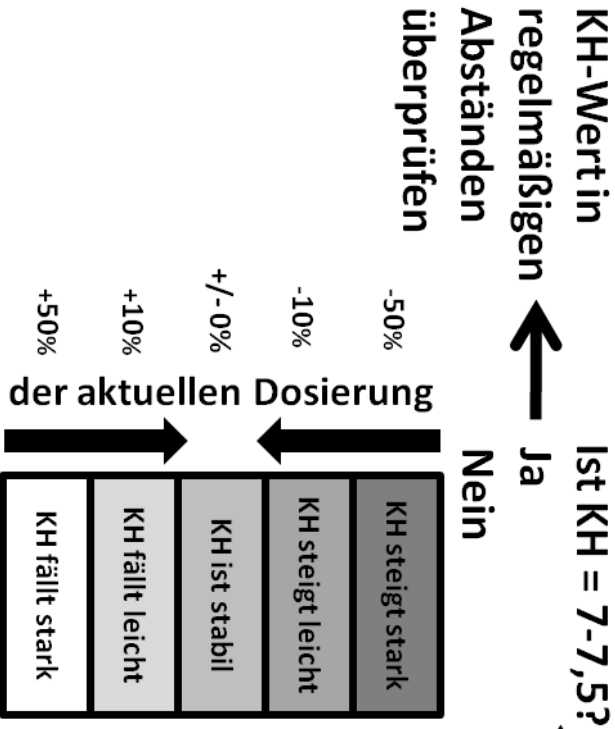 KH-Wert in
regelmäßigen
Abständen
überprüfen
Ist KH = 7-7,5?
Ja
Nein
-50%
KH steigt stark
-10%
KH steigt leicht
+/- 0%
KH ist stabil
+10%
KH fällt leicht
+50%
KH fällt stark
der aktuellen Dosierung